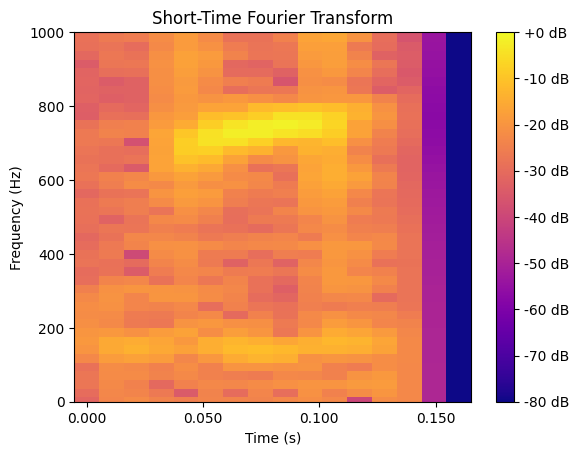 Short-Time Fourier Transform
1000
800
600
400
200
0
Frequency (Hz)
0.000
0.050
0.100
0.150
Time (s)
+0 dB
-10 dB
-20 dB
-30 dB
-40 dB
-50 dB
-60 dB
-70 dB
-80 dB